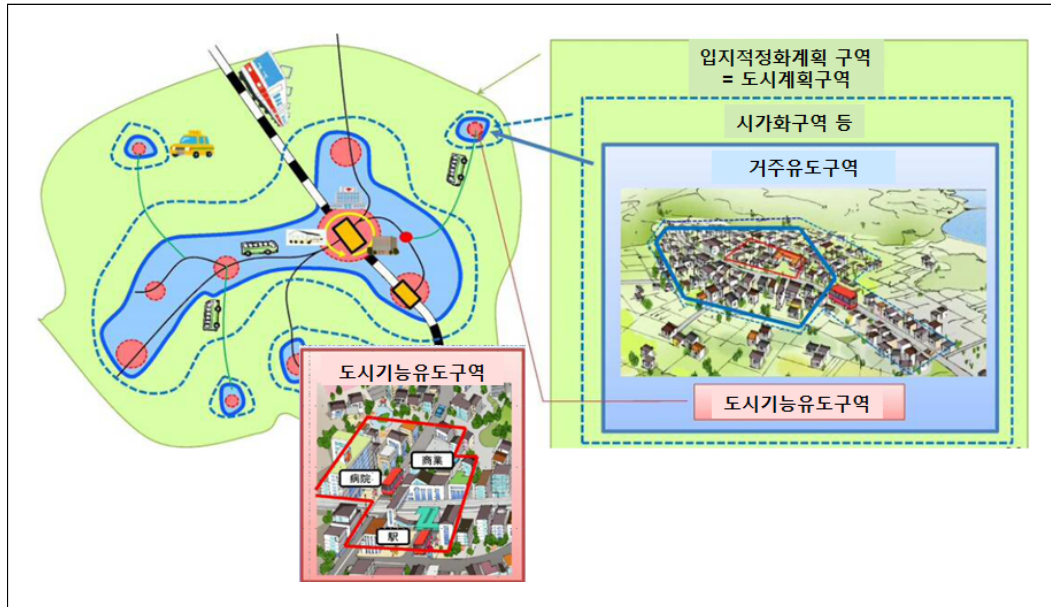 입지적정화계획 구역
= 도시계획구역
시가화구역 등
거주유도구역
도시기능유도구역
도시기능유도구역
商業
病院
駅